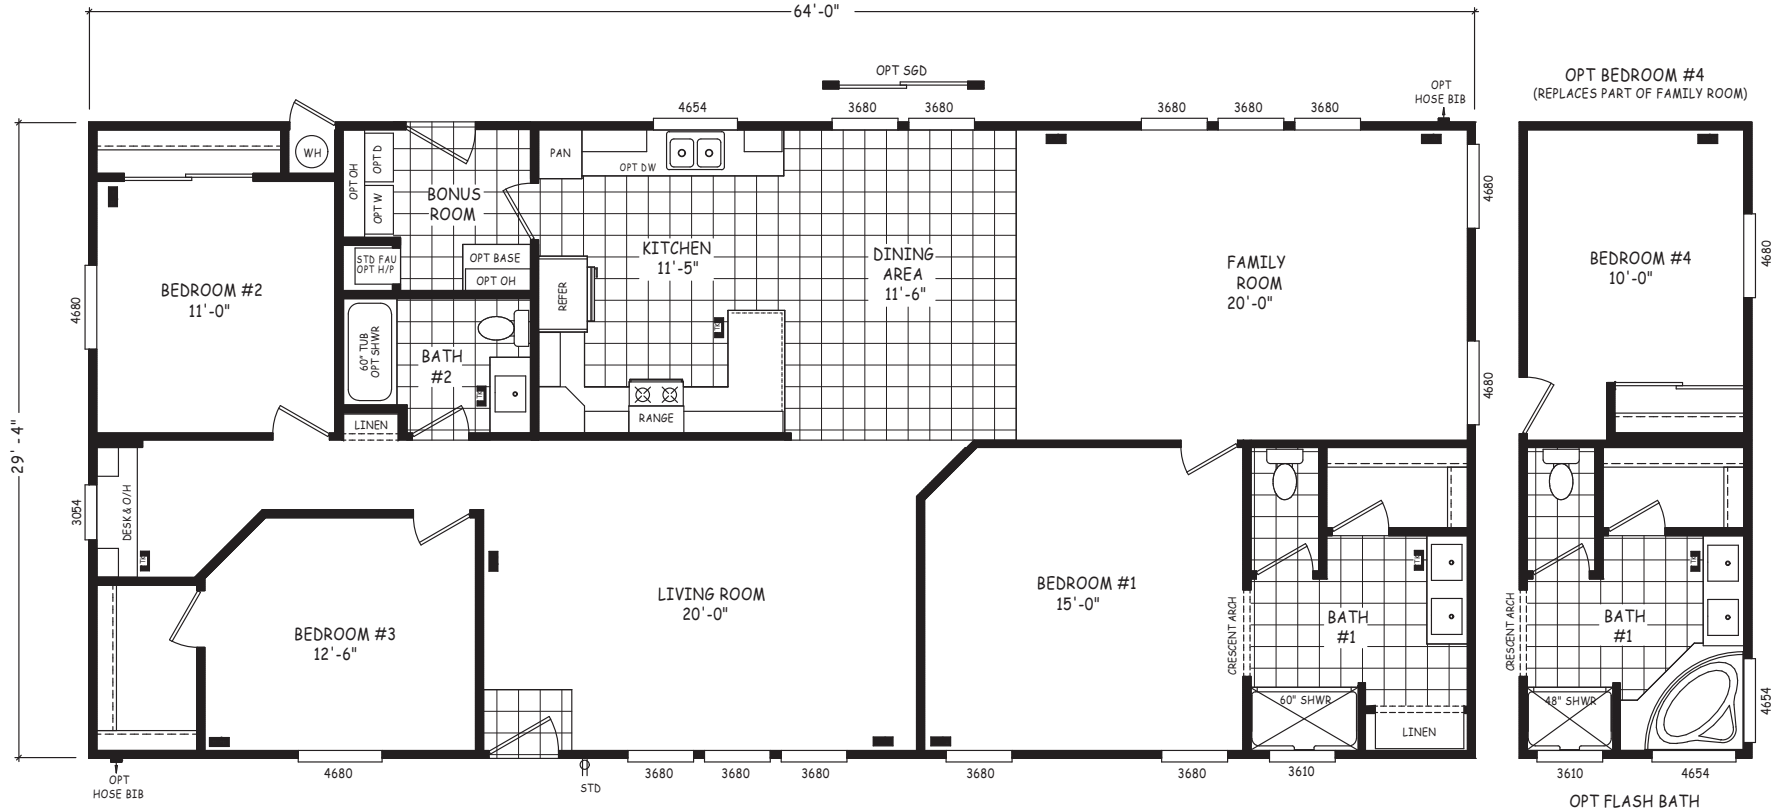 64'-0"
OPT SGD
OPT
HOSE BIB
OPT BEDROOM #4
(REPLACES PART OF FAMILY ROOM)
4654
3680
3680
3680
3680
3680
WH
OPT OH
OPT D
OPT W
BONUS
ROOM
PAN
OPT DW
4680
STD FAU
OPT H/P
OPT BASE
OPT OH
KITCHEN
11'-5"
DINING
AREA
11'-6"
FAMILY
ROOM
20'-0"
BEDROOM #4
10'-0"
4680
BEDROOM #2
11'-0"
4680
REFER
60" TUB
OPT SHWR
BATH
#2
RANGE
4680
LINEN
29'-4"
3054
DESK & O/H
BEDROOM #3
12'-6"
LIVING ROOM
20'-0"
BEDROOM #1
15'-0"
CRESCENT ARCH
BATH
#1
CRESCENT ARCH
BATH
#1
60" SHWR
LINEN
48" SHWR
4654
OPT
HOSE BIB
4680
STD
3680
3680
3680
3680
3680
3610
3610
4654
OPT FLASH BATH